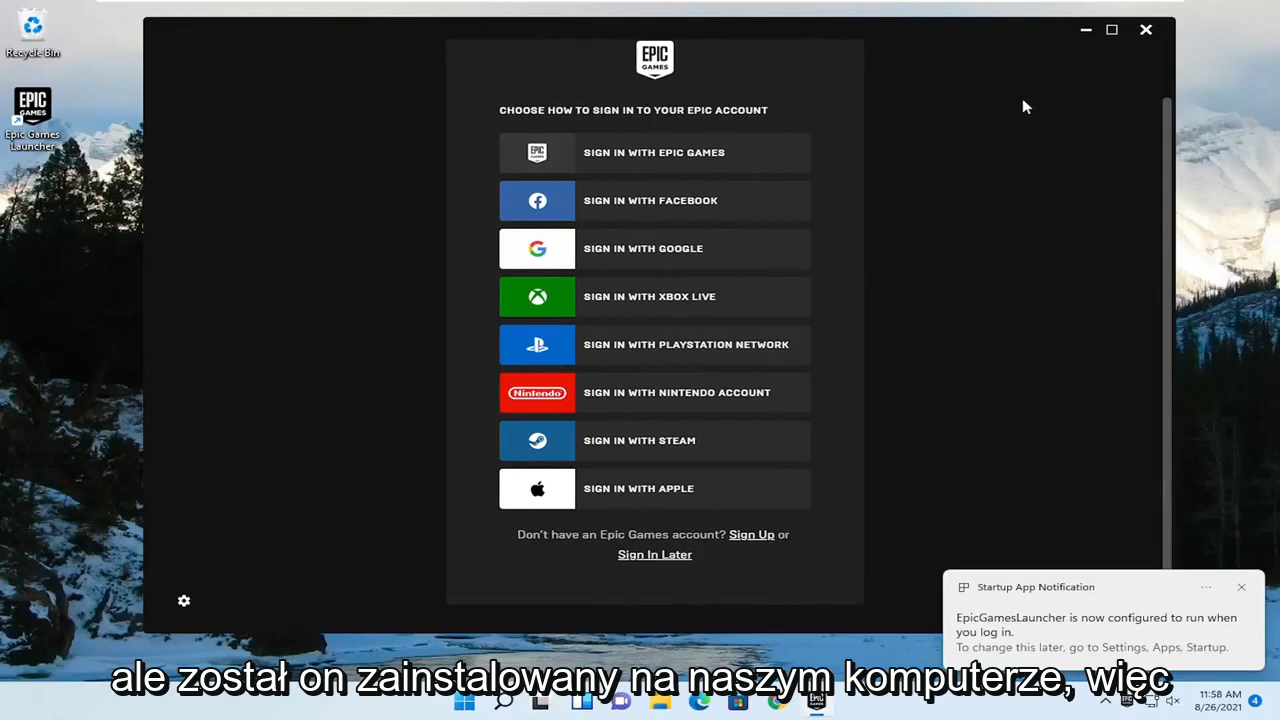 Recycle Bin
EPIC
GAMES
Epic Games
Launcher
EPIC
GAMES
CHOOSE HOW TO SIGN IN TO YOUR EPIC ACCOUNT
EPIC
GAMES
SIGN IN WITH EPIC GAMES
SIGN IN WITH FACEBOOK
SIGN IN WITH GOOGLE
SIGN IN WITH XBOX LIVE
SIGN IN WITH PLAYSTATION NETWORK
Nintendo
SIGN IN WITH NINTENDO ACCOUNT
SIGN IN WITH STEAM
SIGN IN WITH APPLE
Don't have an Epic Games account? Sign Up or
Sign In Later
Startup App Notification
EpicGamesLauncher is now configured to run when
you log in.
To change this later, go to Settings, Apps, Startup.
ale został on zainstalowany na naszym komputerze, więc
11:58 AM
8/26/2021
4